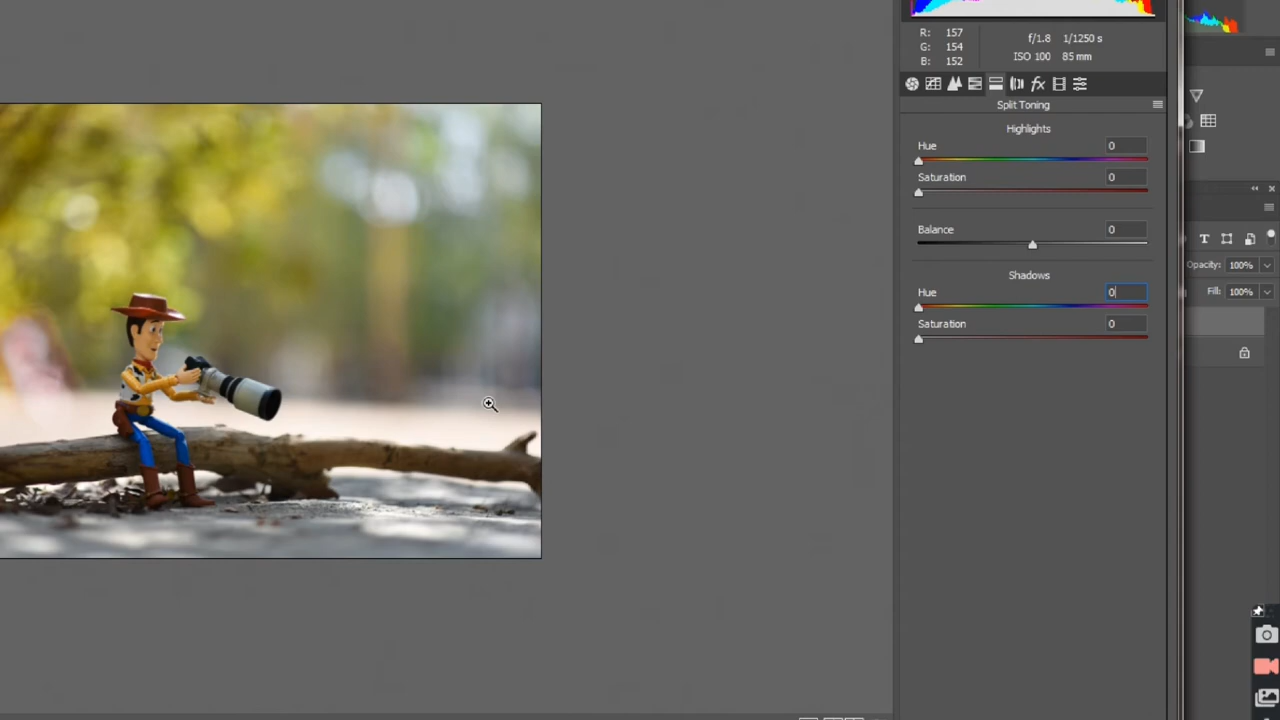 R: 157
G: 154
B: 152
f/1.8 1/1250 s
ISO 100 85 mm
fx
Split Toning
Highlights
Hue 0
Saturation 0
Balance 0
Shadows
Hue 0
Saturation 0
T
Opacity: 100%
Fill: 100%